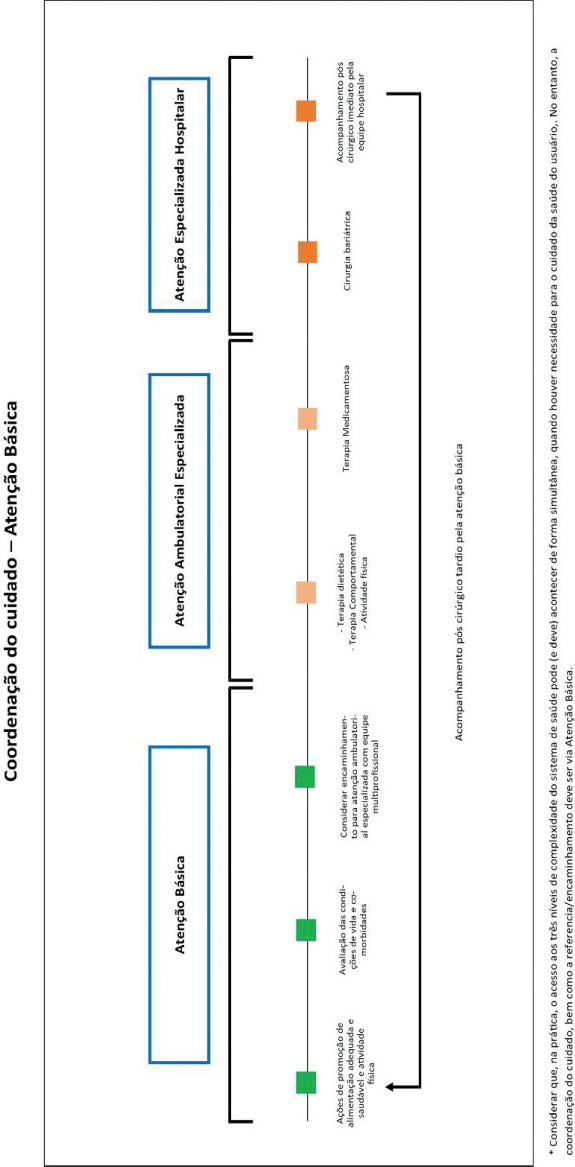 Coordenação do cuidado – Atenção Básica
Atenção Básica
Atenção Ambulatorial Especializada
Atenção Especializada Hospitalar
Ações de promoção de
alimentação adequada e
saudável e atividade
física
Avaliação das condi-
ções de vida e co-
morbidades
Considerar encaminhamen-
to para atenção ambulatori-
al especializada com equipe
multiprofissional
- Terapia dietética
- Terapia Comportamental
- Atividade física
Terapia Medicamentosa
Cirurgia bariátrica
Acompanhamento pós
cirúrgico imediato pela
equipe hospitalar
Acompanhamento pós cirúrgico tardio pela atenção básica
* Considerar que, na prática, o acesso aos três níveis de complexidade do sistema de saúde pode (e deve) acontecer de forma simultânea, quando houver necessidade para o cuidado da saúde do usuário,. No entanto, a
coordenação do cuidado, bem como a referencia/encaminhamento deve ser via Atenção Básica.